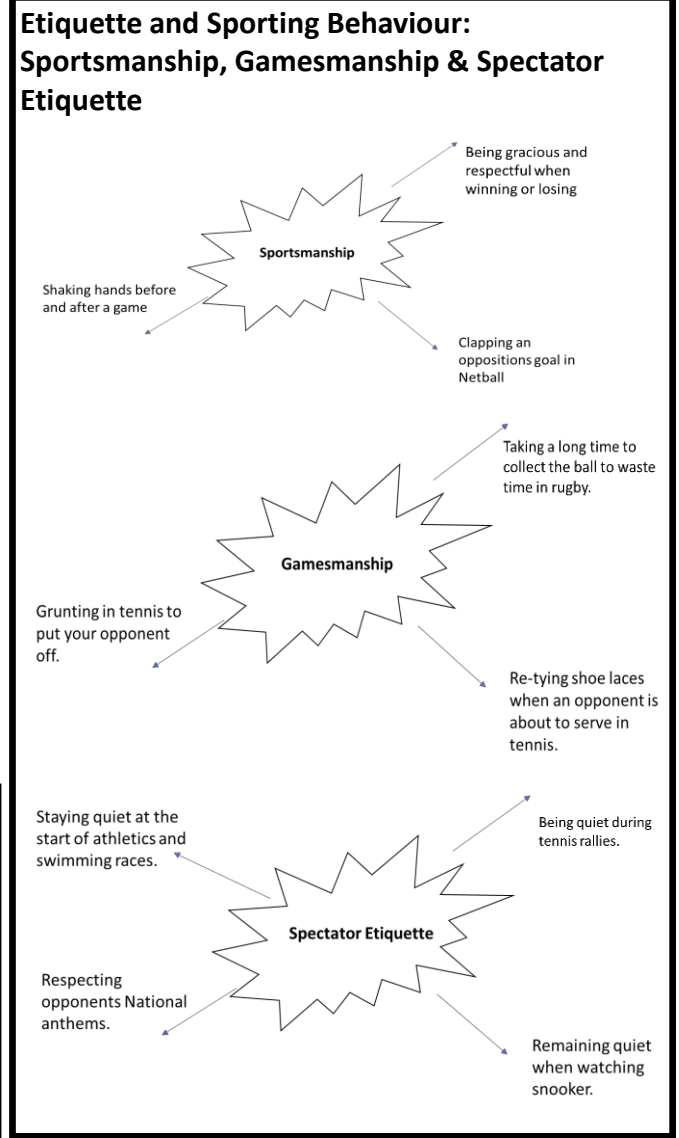 Etiquette and Sporting Behaviour:
Sportsmanship, Gamesmanship & Spectator
Etiquette
Being gracious and
respectful when
winning or losing
Sportsmanship
Shaking hands before
and after a game
Clapping an
oppositions goal in
Netball
Taking a long time to
collect the ball to waste
time in rugby.
Gamesmanship
Grunting in tennis to
put your opponent
off.
Re-tying shoe laces
when an opponent is
about to serve in
tennis.
Staying quiet at the
start of athletics and
swimming races.
Being quiet during
tennis rallies.
Spectator Etiquette
Respecting
opponents National
anthems.
Remaining quiet
when watching
snooker.